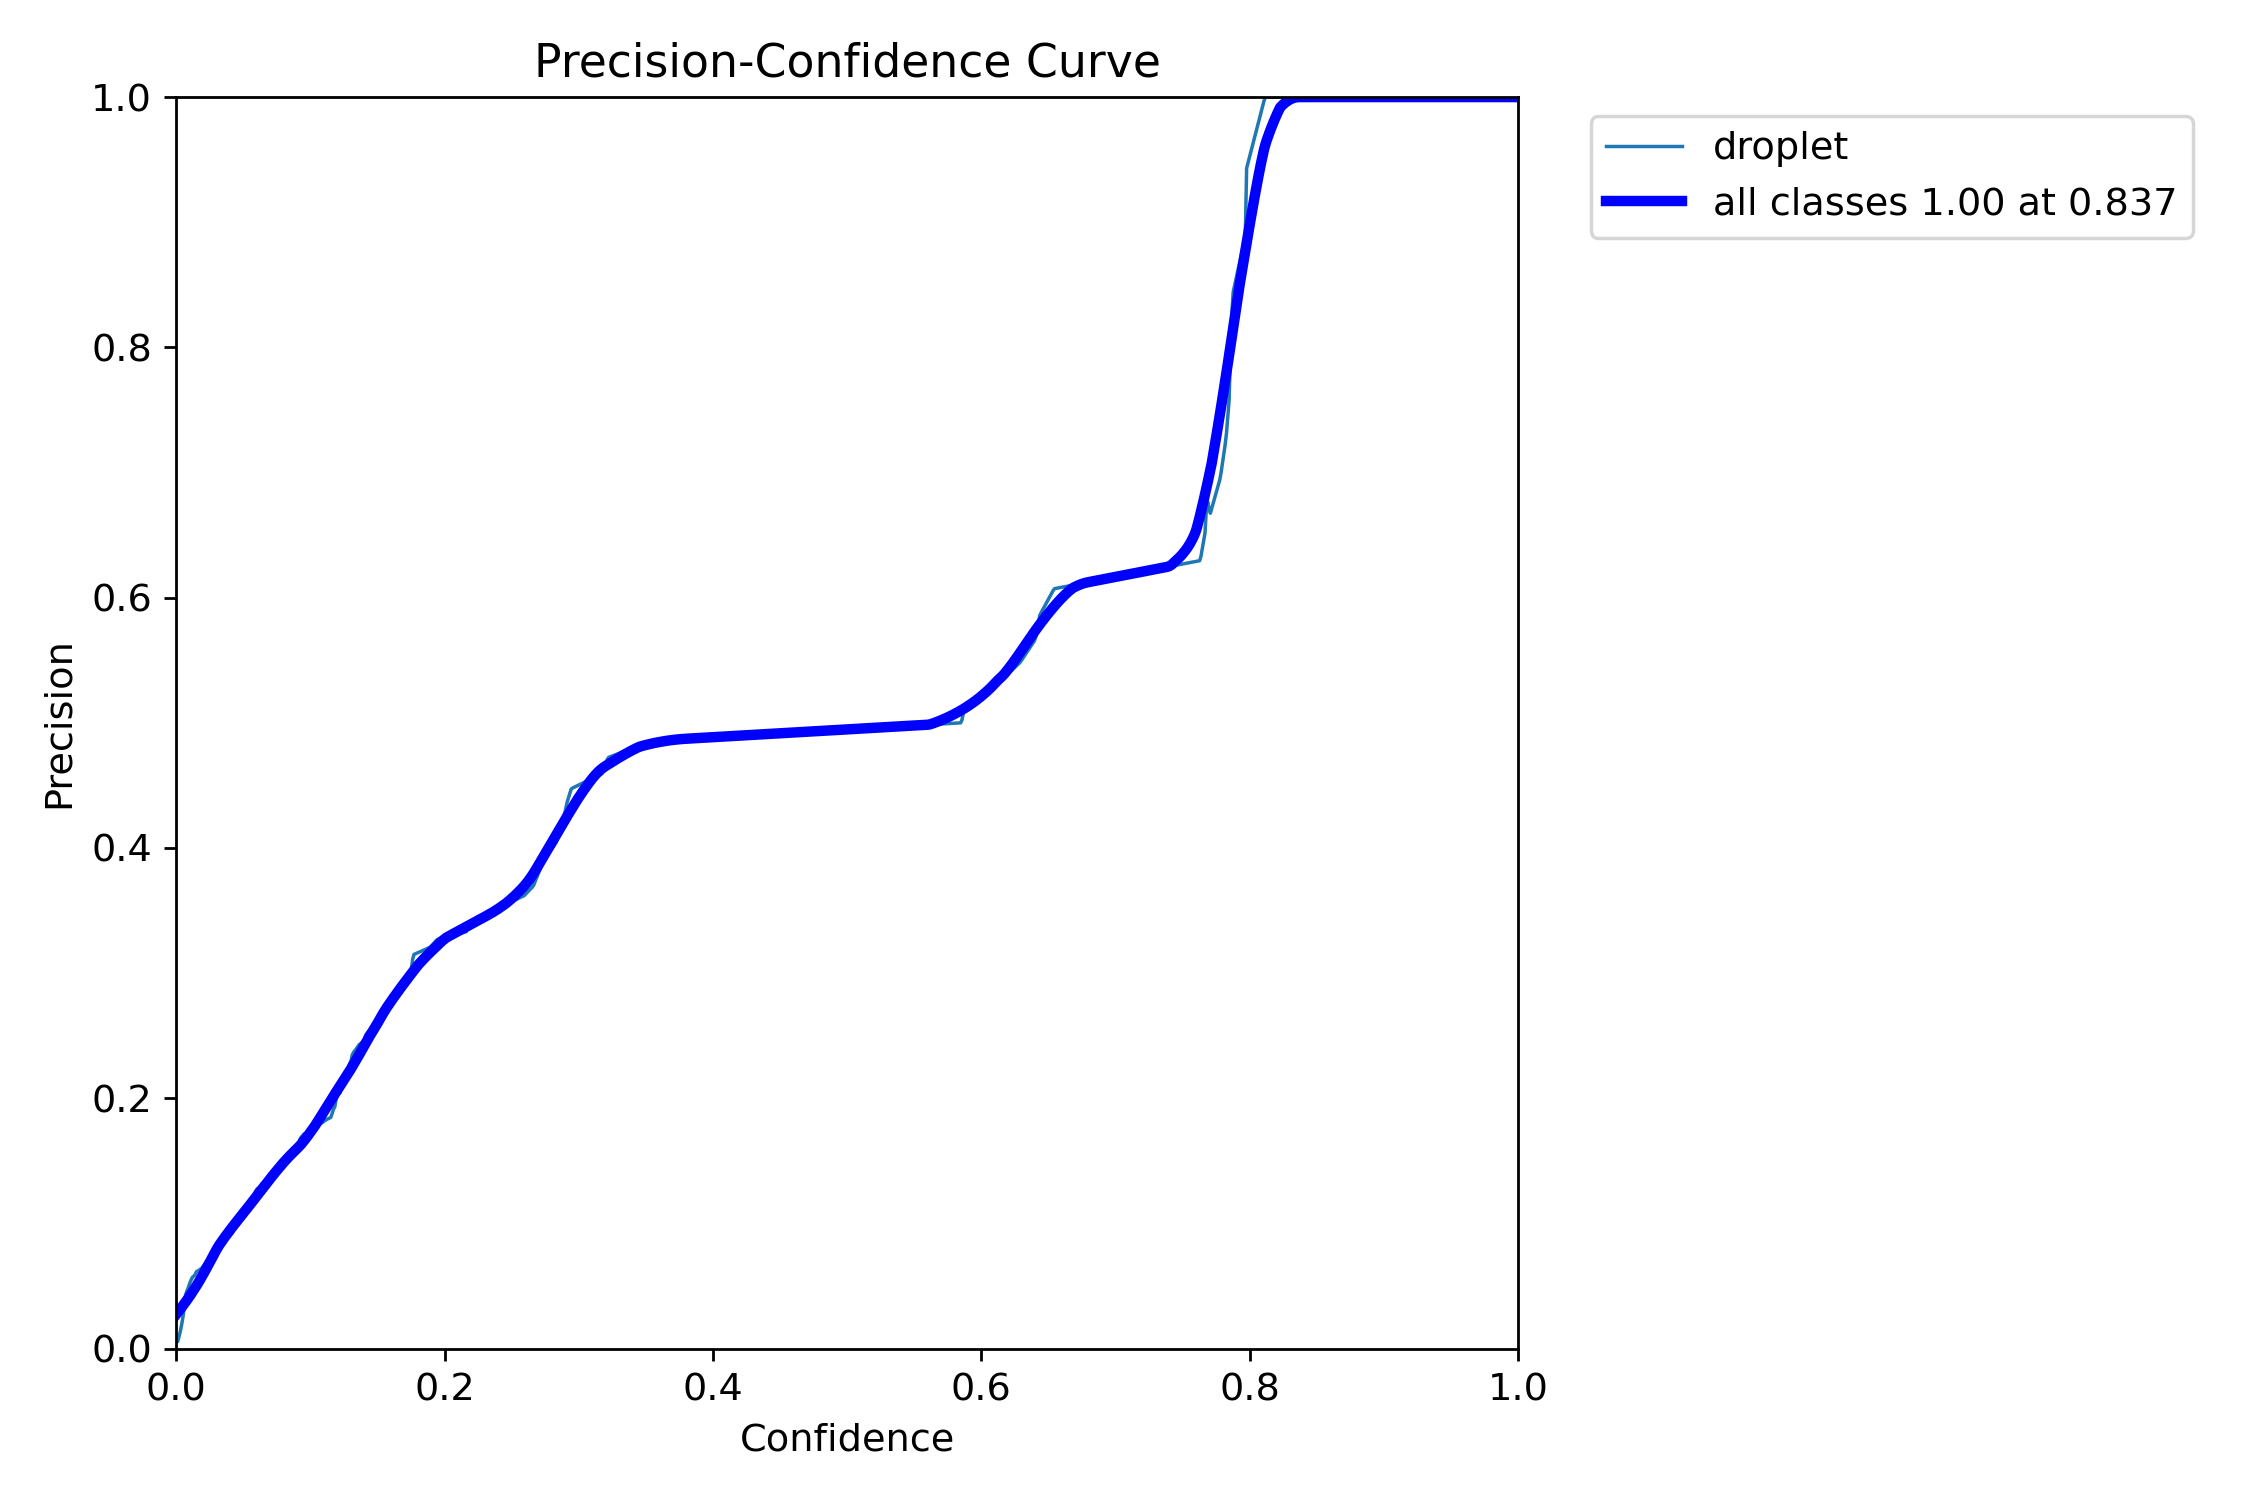 Precision-Confidence Curve
1.0
0.8
0.6
0.4
0.2
0.0
Precision
0.0 0.2 0.4 0.6 0.8 1.0
Confidence
droplet
all classes 1.00 at 0.837